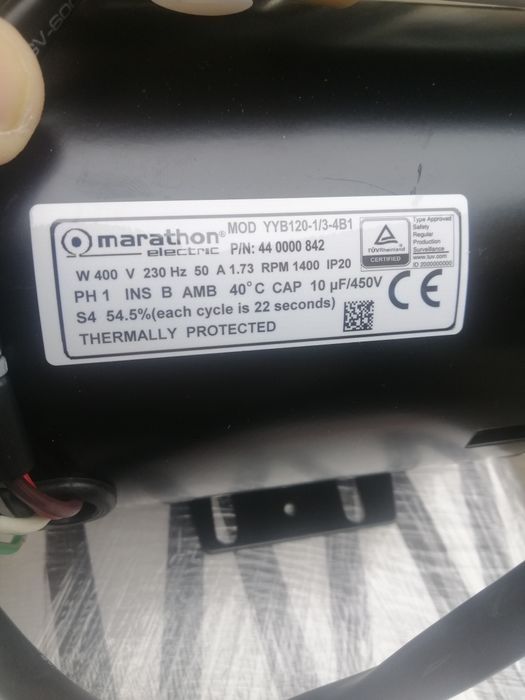 marathon®
electric
MOD YYB120-1/3-4B1
P/N: 44 0000 842
TÜVRheinland
CERTIFIED
Type Approved
Safety
Regular
Production
Surveillance
www.tuv.com
ID 2000000000
W 400 V 230 Hz 50 A 1.73 RPM 1400 IP20
PH 1 INS B AMB 40°C CAP 10 µF/450V
S4 54.5%(each cycle is 22 seconds)
THERMALLY PROTECTED
CE